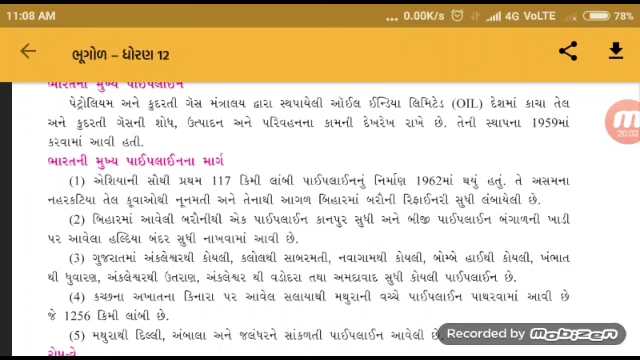 11:08 AM ... 0.00K/s 4G VoLTE 78%
ભૂગોળ – ધોરણ 12
ભારતની મુખ્ય પાઈપલાઈન
પેટ્રોલિયમ અને કુદરતી ગેસ મંત્રાલય દ્વારા સ્થપાયેલી ઑઈલ ઈન્ડિયા લિમિટેડ (OIL) દેશમાં કાચા તેલ
અને કુદરતી ગેસની શોધ, ઉત્પાદન અને પરિવહનના કામની દેખરેખ રાખે છે. તેની સ્થાપના 1959માં
કરવામાં આવી હતી.
ભારતની મુખ્ય પાઈપલાઈનના માર્ગ
(1) એશિયાની સૌથી પ્રથમ 117 કિમી લાંબી પાઈપલાઈનનું નિર્માણ 1962માં થયું હતું. તે અસમના
નહરકટિયા તેલ કૂવાઓથી નૂનમતી અને તેનાથી આગળ બિહારમાં બરૌની રિફાઈનરી સુધી લંબાયેલી છે.
(2) બિહારમાં આવેલી બરૌનીથી એક પાઈપલાઈન કાનપુર સુધી અને બીજી પાઈપલાઈન બંગાળની ખાડી
પર આવેલા હલ્દિયા બંદર સુધી નાખવામાં આવી છે.
(3) ગુજરાતમાં અંકલેશ્વરથી કોયલી, કલોલથી સાબરમતી, નવાગામથી કોયલી, બોમ્બે હાઈથી કોયલી, ખંભાત
થી ધુવારણ, અંકલેશ્વરથી ઉતરાણ, અંકલેશ્વર થી વડોદરા તથા અમદાવાદ સુધી કોયલી પાઈપલાઈન છે.
(4) કચ્છના અખાતના કિનારા પર આવેલ સલાયાથી મથુરાની વચ્ચે પાઈપલાઈન પાથરવામાં આવી છે
જે 1256 કિમી લાંબી છે.
(5) મથુરાથી દિલ્લી, અંબાલા અને જલંધરને સાંકળતી પાઈપલાઈન આવેલી છે.
રોપ-વે
20:02
Recorded by MOBIZEN